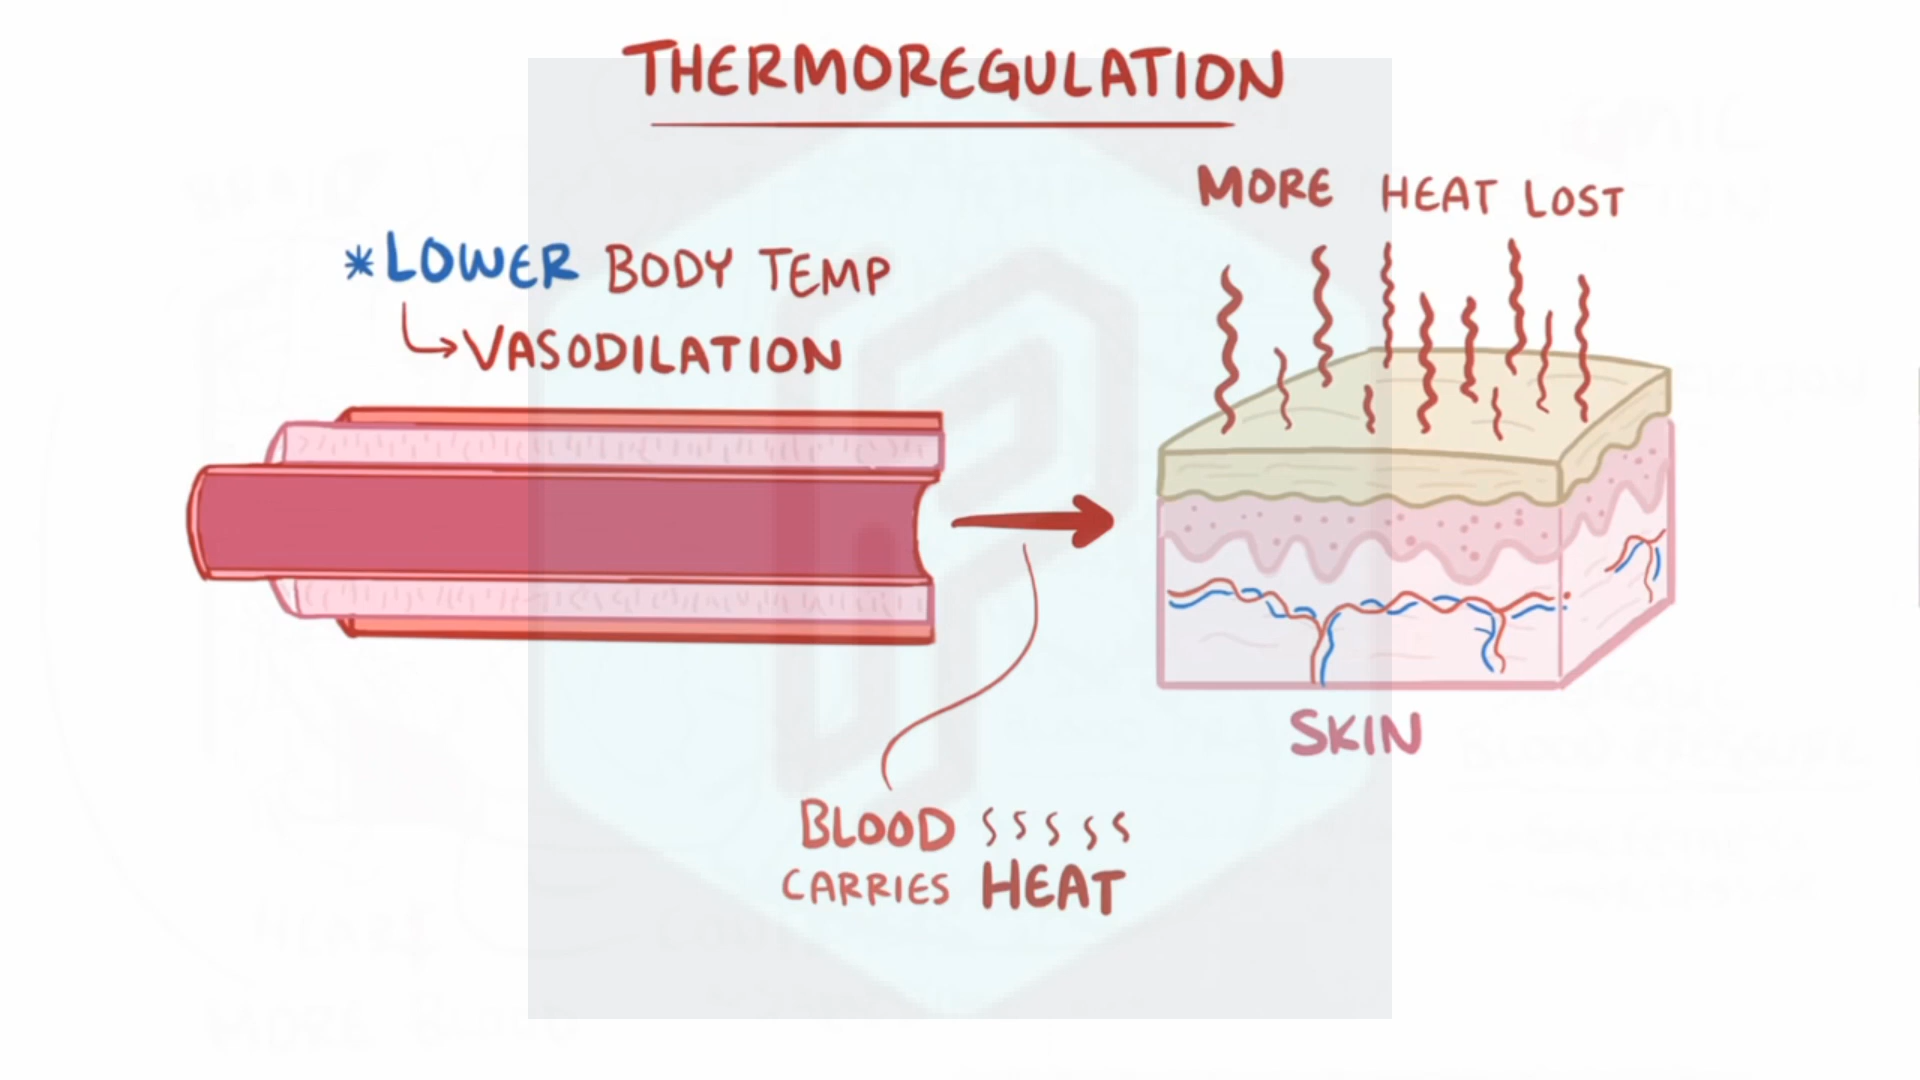 THERMOREGULATION
MORE HEAT LOST
*LOWER BODY TEMP
VASODILATION
SKIN
BLOOD
CARRIES HEAT